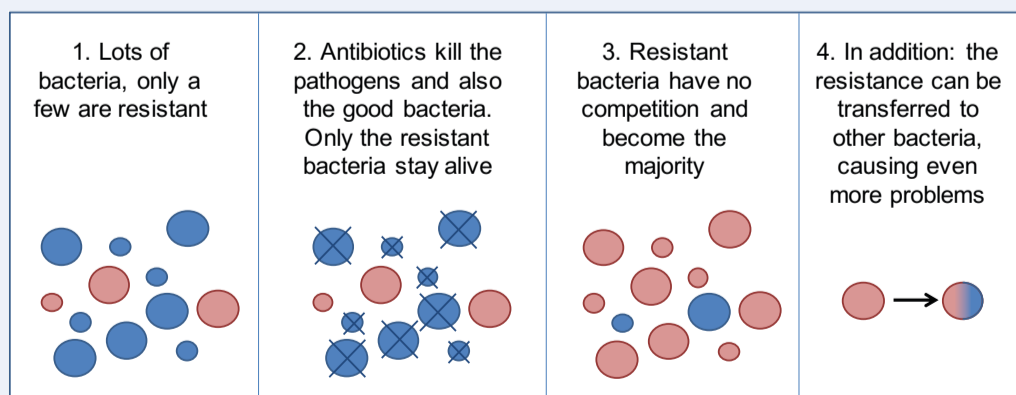 1. Lots of
bacteria, only a
few are resistant
2. Antibiotics kill the
pathogens and also
the good bacteria.
Only the resistant
bacteria stay alive
3. Resistant
bacteria have no
competition and
become the
majority
4. In addition: the
resistance can be
transferred to
other bacteria,
causing even
more problems